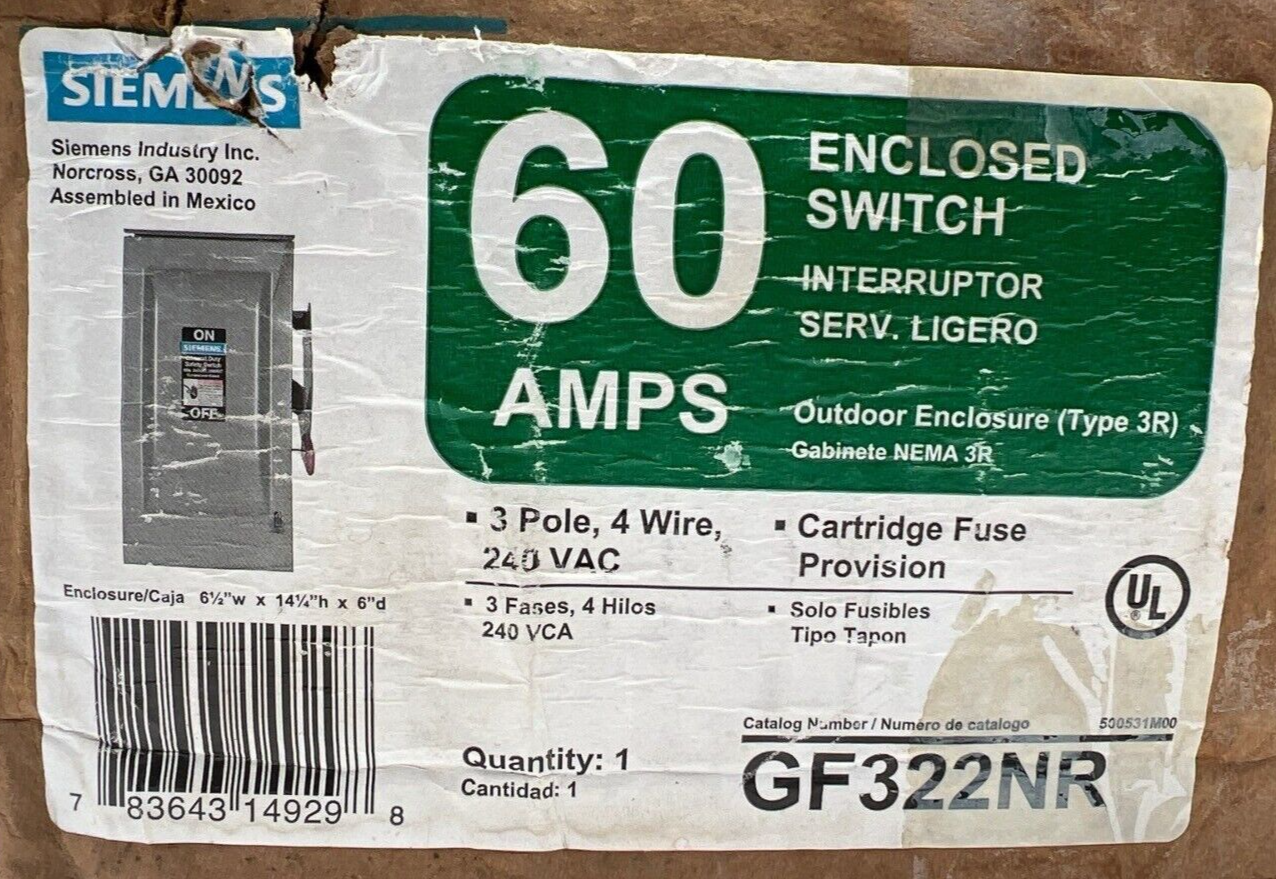 SIEMENS
Siemens Industry Inc.
Norcross, GA 30092
Assembled in Mexico
ON
SIEMENS
Safety Switch
OFF
Enclosure/Caja 6½"w x 14¼"h x 6"d
7 83643 14929 8
60
AMPS
ENCLOSED
SWITCH
INTERRUPTOR
SERV. LIGERO
Outdoor Enclosure (Type 3R)
Gabinete NEMA 3R
▪ 3 Pole, 4 Wire,
240 VAC
▪ Cartridge Fuse
Provision
▪ 3 Fases, 4 Hilos
240 VCA
▪ Solo Fusibles
Tipo Tapon
UL
®
Quantity: 1
Cantidad: 1
Catalog Number / Numero de catalogo 500531M00
GF322NR